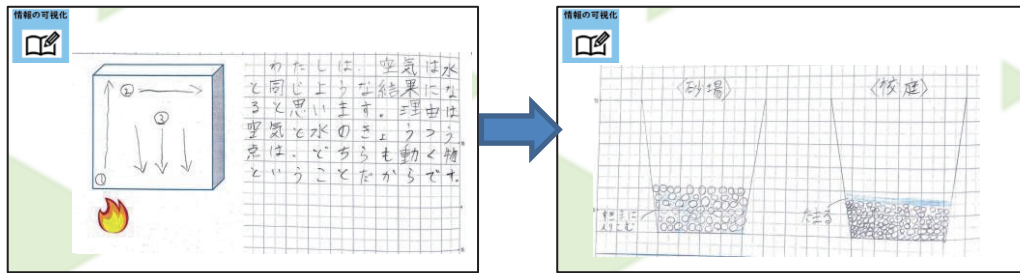 情報の可視化
②
③
①
わたしは、空気は水
と同じような結果にな
ると思います。理由は
空気と水のきょうつう
点は、どちらも動く物
ということだからです。
情報の可視化
〈砂場〉
〈校庭〉
たまる